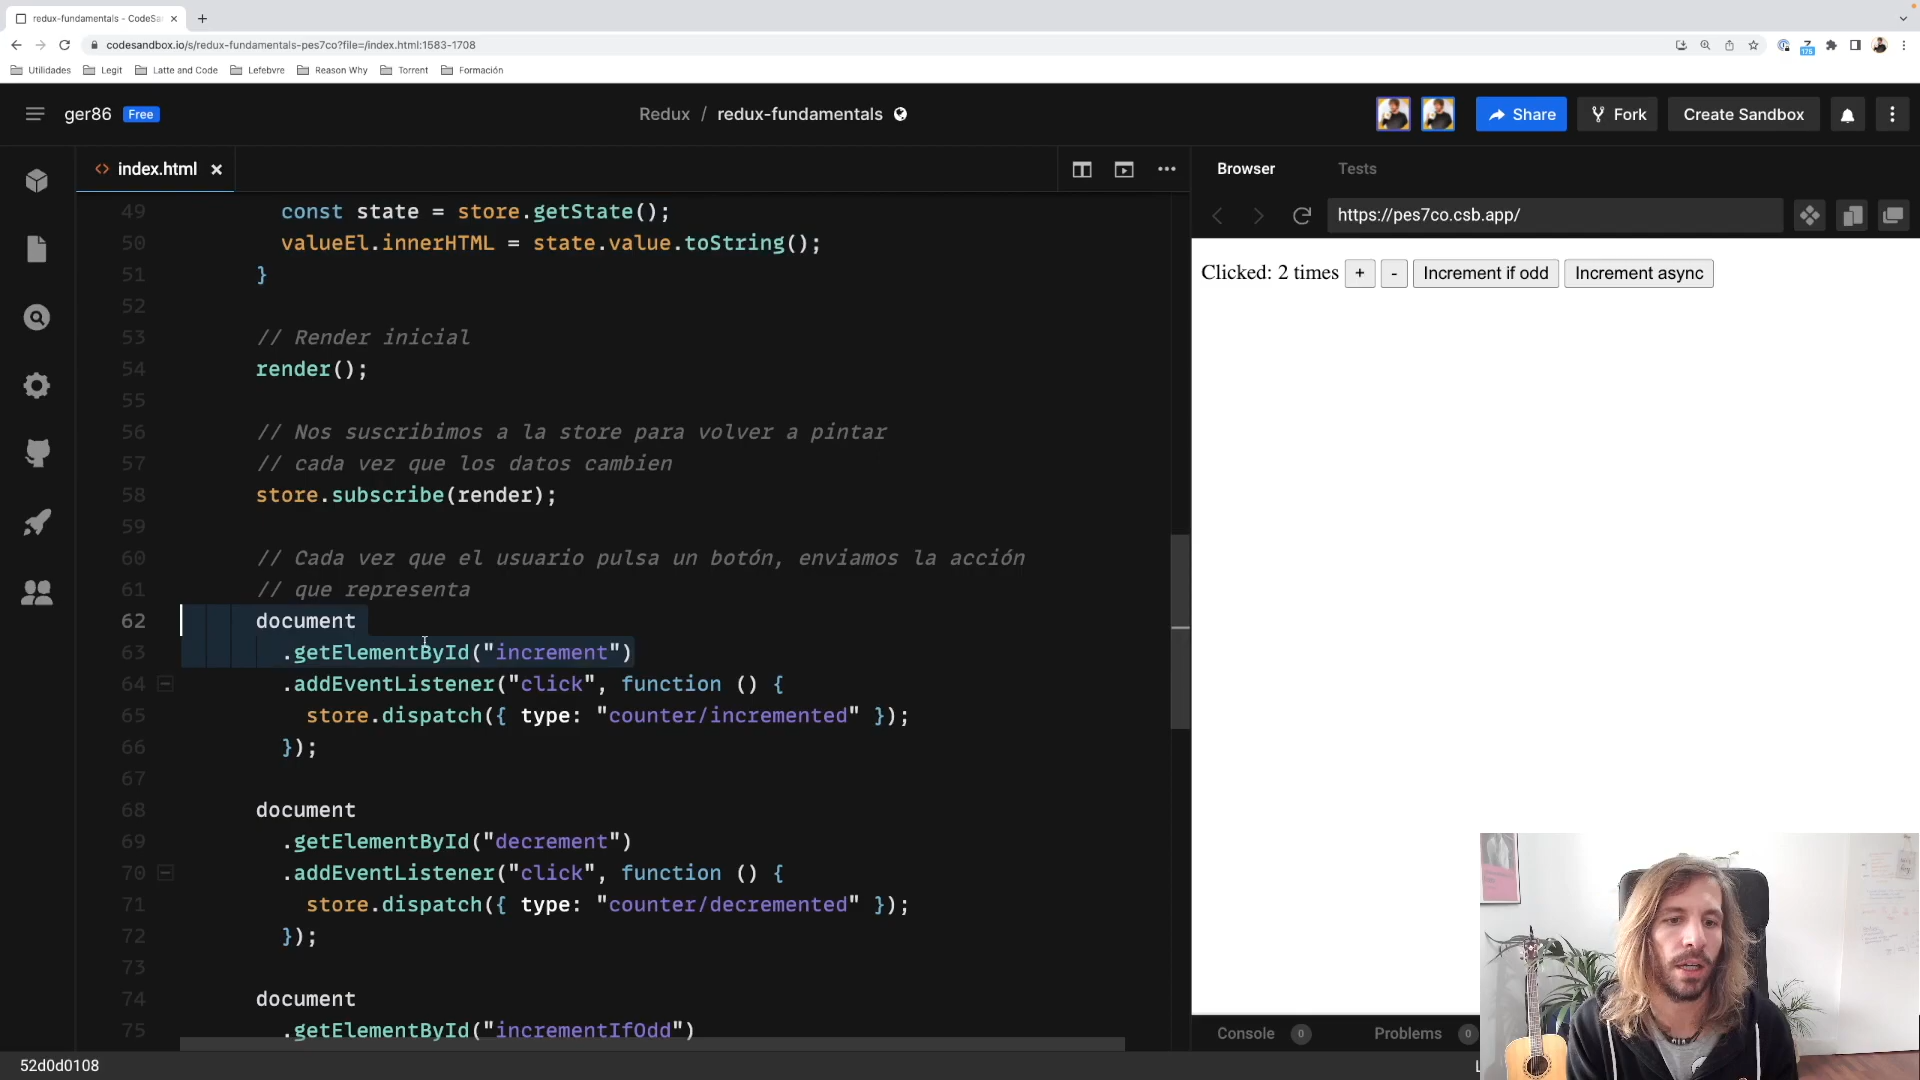 redux-fundamentals - CodeSa
codesandbox.io/s/redux-fundamentals-pes7co?file=/index.html:1583-1708
175
Utilidades
Legit
Latte and Code
Lefebvre
Reason Why
Torrent
Formación
ger86
Free
Redux / redux-fundamentals
Share
Fork
Create Sandbox
<> index.html
Browser
Tests
https://pes7co.csb.app/
49 const state = store.getState();
50 valueEl.innerHTML = state.value.toString();
51 }
52
53 // Render inicial
54 render();
55
56 // Nos suscribimos a la store para volver a pintar
57 // cada vez que los datos cambien
58 store.subscribe(render);
59
60 // Cada vez que el usuario pulsa un botón, enviamos la acción
61 // que representa
62 document
63 .getElementById("increment")
64 .addEventListener("click", function () {
65 store.dispatch({ type: "counter/incremented" });
66 });
67
68 document
69 .getElementById("decrement")
70 .addEventListener("click", function () {
71 store.dispatch({ type: "counter/decremented" });
72 });
73
74 document
75 .getElementById("incrementIfOdd")
Clicked: 2 times + - Increment if odd Increment async
Console 0
Problems 0
52d0d0108